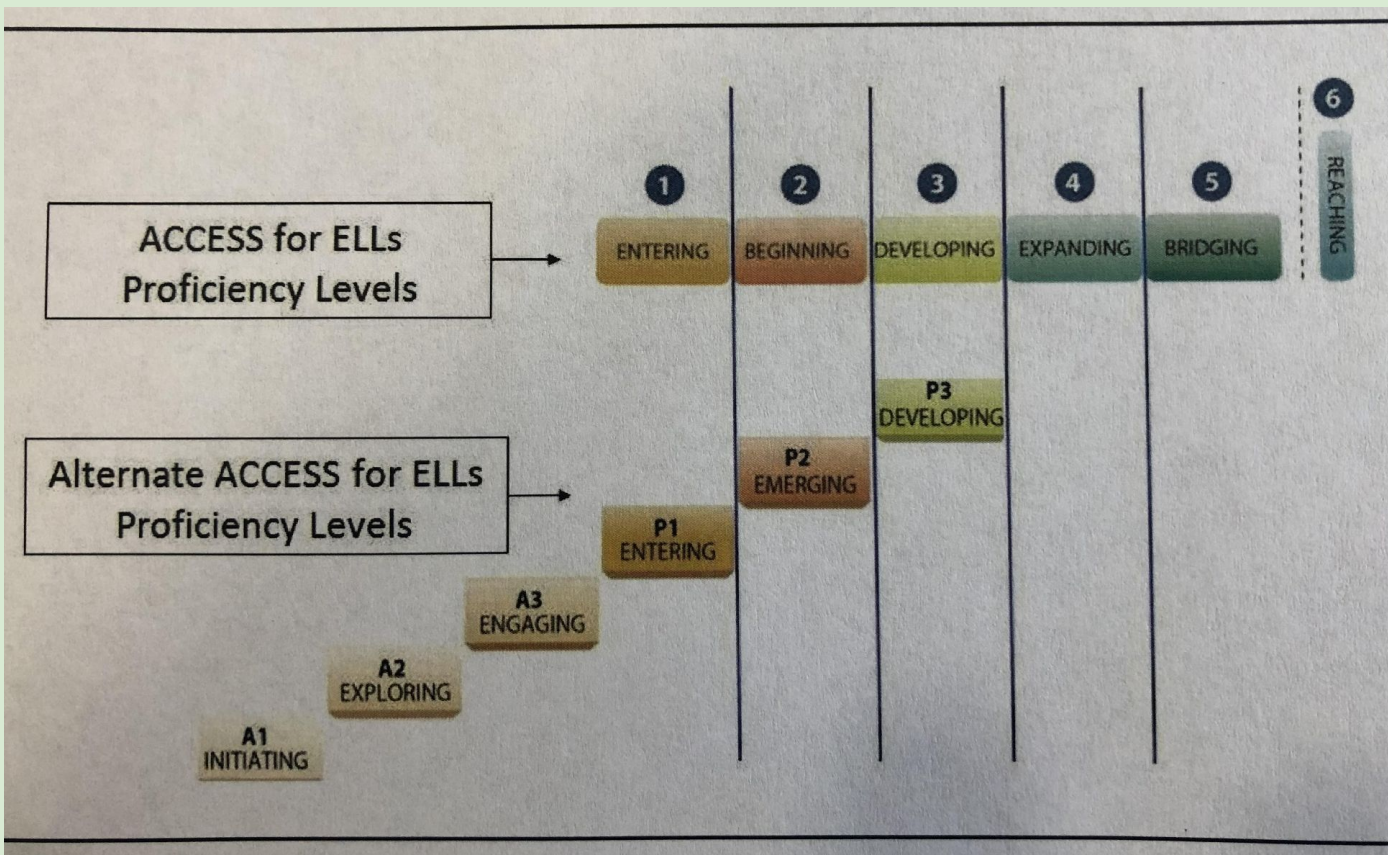 6
1
2
3
4
5
REACHING
ACCESS for ELLs
Proficiency Levels
ENTERING
BEGINNING
DEVELOPING
EXPANDING
BRIDGING
P3
DEVELOPING
Alternate ACCESS for ELLs
Proficiency Levels
P2
EMERGING
P1
ENTERING
A3
ENGAGING
A2
EXPLORING
A1
INITIATING